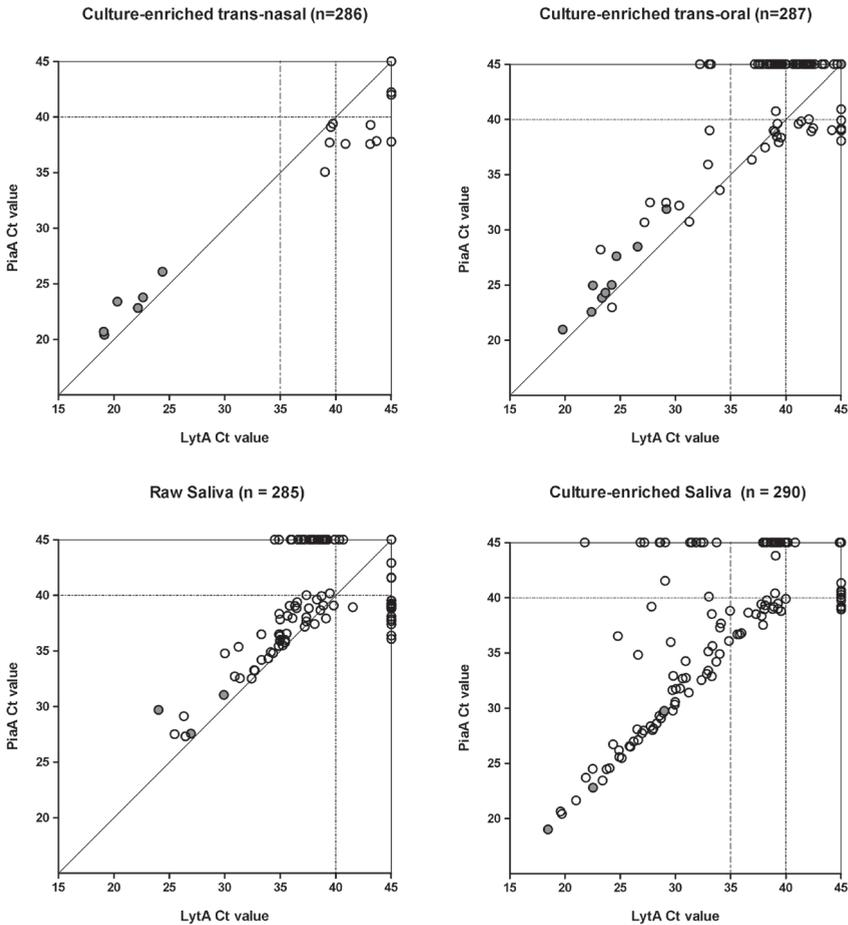 Culture-enriched trans-nasal (n=286)
45
40
35
30
25
20
PiaA Ct value
15 20 25 30 35 40 45
LytA Ct value
Culture-enriched trans-oral (n=287)
45
40
35
30
25
20
PiaA Ct value
15 20 25 30 35 40 45
LytA Ct value
Raw Saliva (n = 285)
45
40
35
30
25
20
PiaA Ct value
15 20 25 30 35 40 45
LytA Ct value
Culture-enriched Saliva (n = 290)
45
40
35
30
25
20
PiaA Ct value
15 20 25 30 35 40 45
LytA Ct value